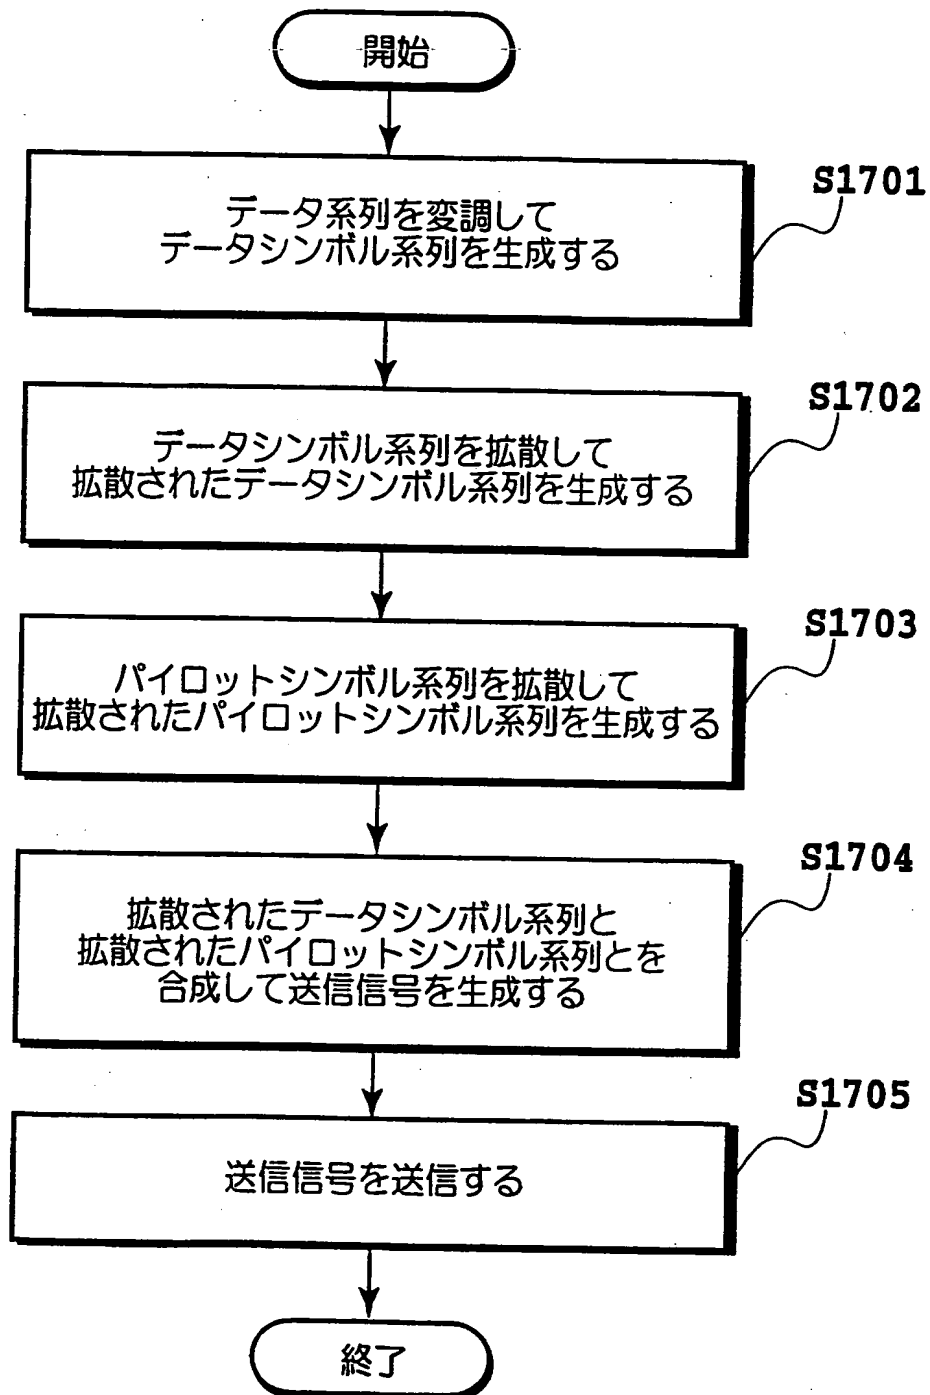 開始
S1701
データ系列を変調して
データシンボル系列を生成する
S1702
データシンボル系列を拡散して
拡散されたデータシンボル系列を生成する
S1703
パイロットシンボル系列を拡散して
拡散されたパイロットシンボル系列を生成する
S1704
拡散されたデータシンボル系列と
拡散されたパイロットシンボル系列とを
合成して送信信号を生成する
S1705
送信信号を送信する
終了